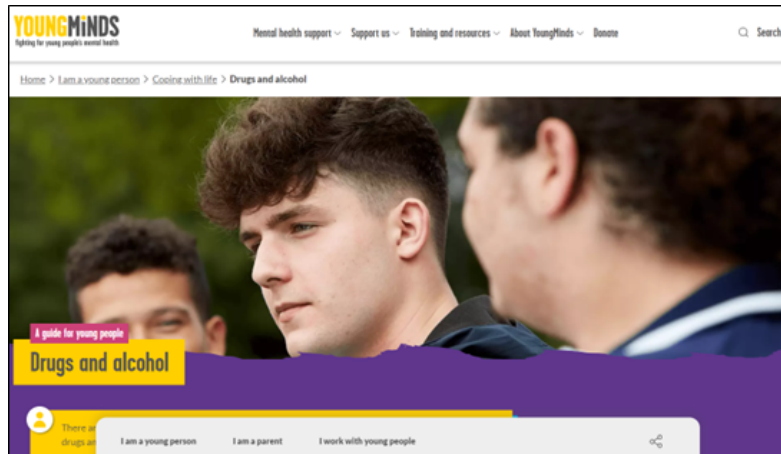 YOUNGMINDS
fighting for young people's mental health
Mental health support Support us Training and resources About YoungMinds Donate
Search
Home > I am a young person > Coping with life > Drugs and alcohol
A guide for young people
Drugs and alcohol
There
drugs
I am a young person I am a parent I work with young people